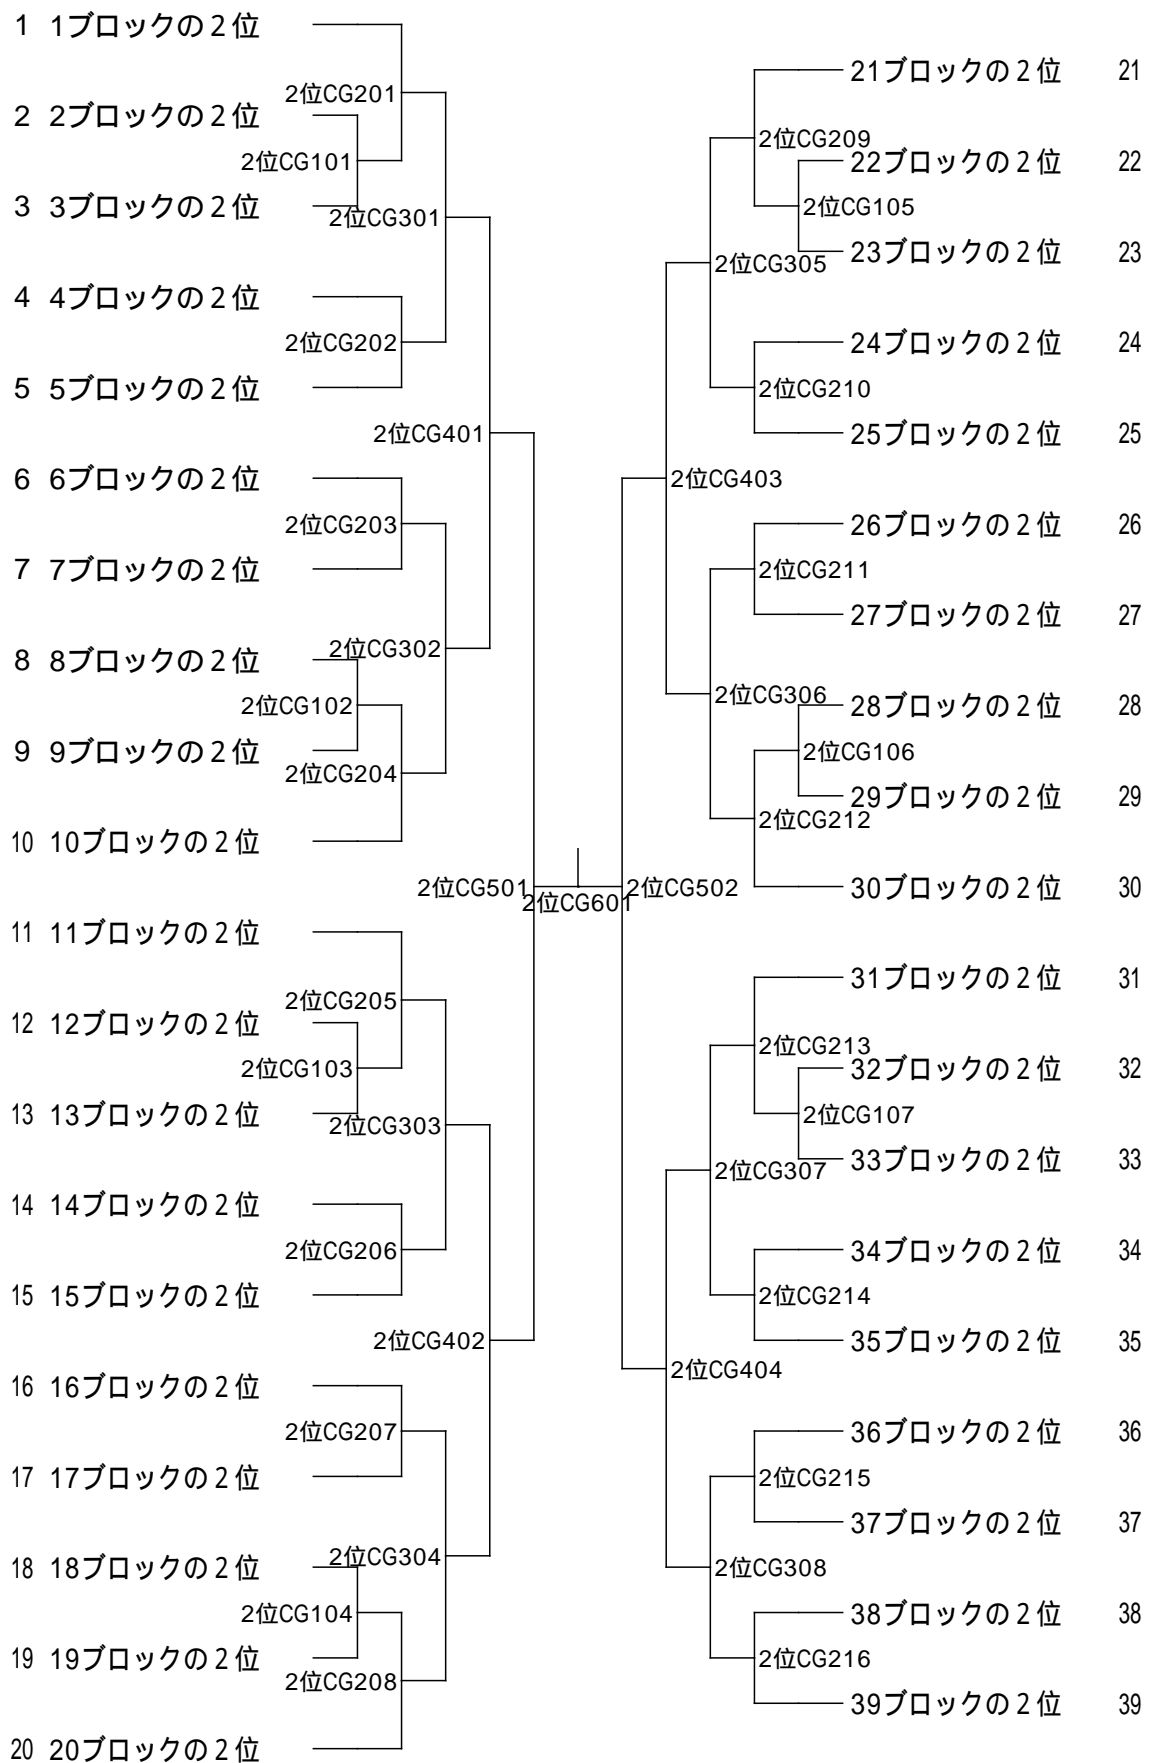 1 1ブロックの2位
2位CG201
2 2ブロックの2位
2位CG101
3 3ブロックの2位
2位CG301
4 4ブロックの2位
2位CG202
5 5ブロックの2位
2位CG401
6 6ブロックの2位
2位CG203
7 7ブロックの2位
2位CG302
8 8ブロックの2位
2位CG102
9 9ブロックの2位
2位CG204
10 10ブロックの2位
2位CG501
2位CG601
11 11ブロックの2位
2位CG205
12 12ブロックの2位
2位CG103
13 13ブロックの2位
2位CG303
14 14ブロックの2位
2位CG206
15 15ブロックの2位
2位CG402
16 16ブロックの2位
2位CG207
17 17ブロックの2位
2位CG304
18 18ブロックの2位
2位CG104
19 19ブロックの2位
2位CG208
20 20ブロックの2位
21ブロックの2位 21
2位CG209
22ブロックの2位 22
2位CG105
23ブロックの2位 23
2位CG305
24ブロックの2位 24
2位CG210
25ブロックの2位 25
2位CG403
26ブロックの2位 26
2位CG211
27ブロックの2位 27
2位CG306
28ブロックの2位 28
2位CG106
29ブロックの2位 29
2位CG212
30ブロックの2位 30
2位CG502
31ブロックの2位 31
2位CG213
32ブロックの2位 32
2位CG107
33ブロックの2位 33
2位CG307
34ブロックの2位 34
2位CG214
35ブロックの2位 35
2位CG404
36ブロックの2位 36
2位CG215
37ブロックの2位 37
2位CG308
38ブロックの2位 38
2位CG216
39ブロックの2位 39